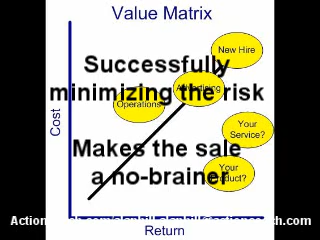 Value Matrix
New Hire
Successfully
Advertising
minimizing the risk
Operations
Your
Service?
Cost
Makes the sale
Your
Product?
a no-brainer
Return